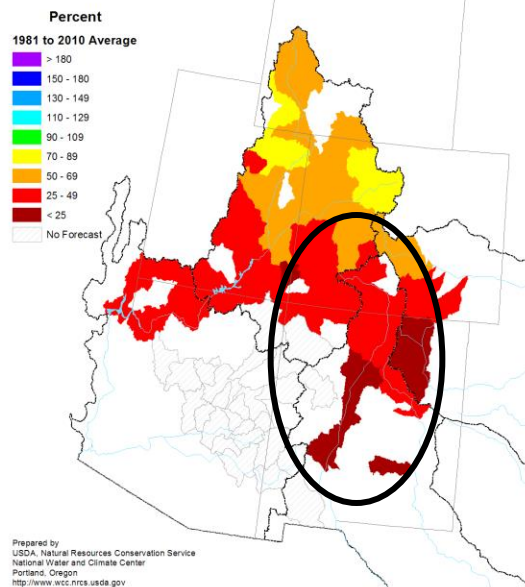 Percent
1981 to 2010 Average
> 180
150 - 180
130 - 149
110 - 129
90 - 109
70 - 89
50 - 69
25 - 49
< 25
No Forecast
Prepared by
USDA, Natural Resources Conservation Service
National Water and Climate Center
Portland, Oregon
http://www.wcc.nrcs.usda.gov